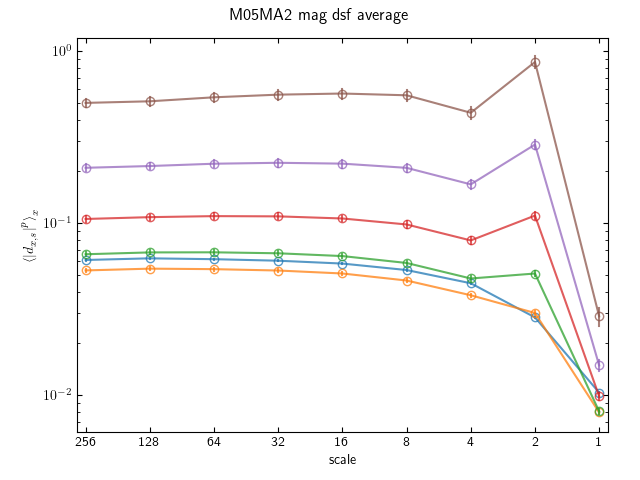 M05MA2 mag dsf average
10⁰
10⁻¹
10⁻²
⟨|d_{x,s}|^p⟩_x
256 128 64 32 16 8 4 2 1
scale